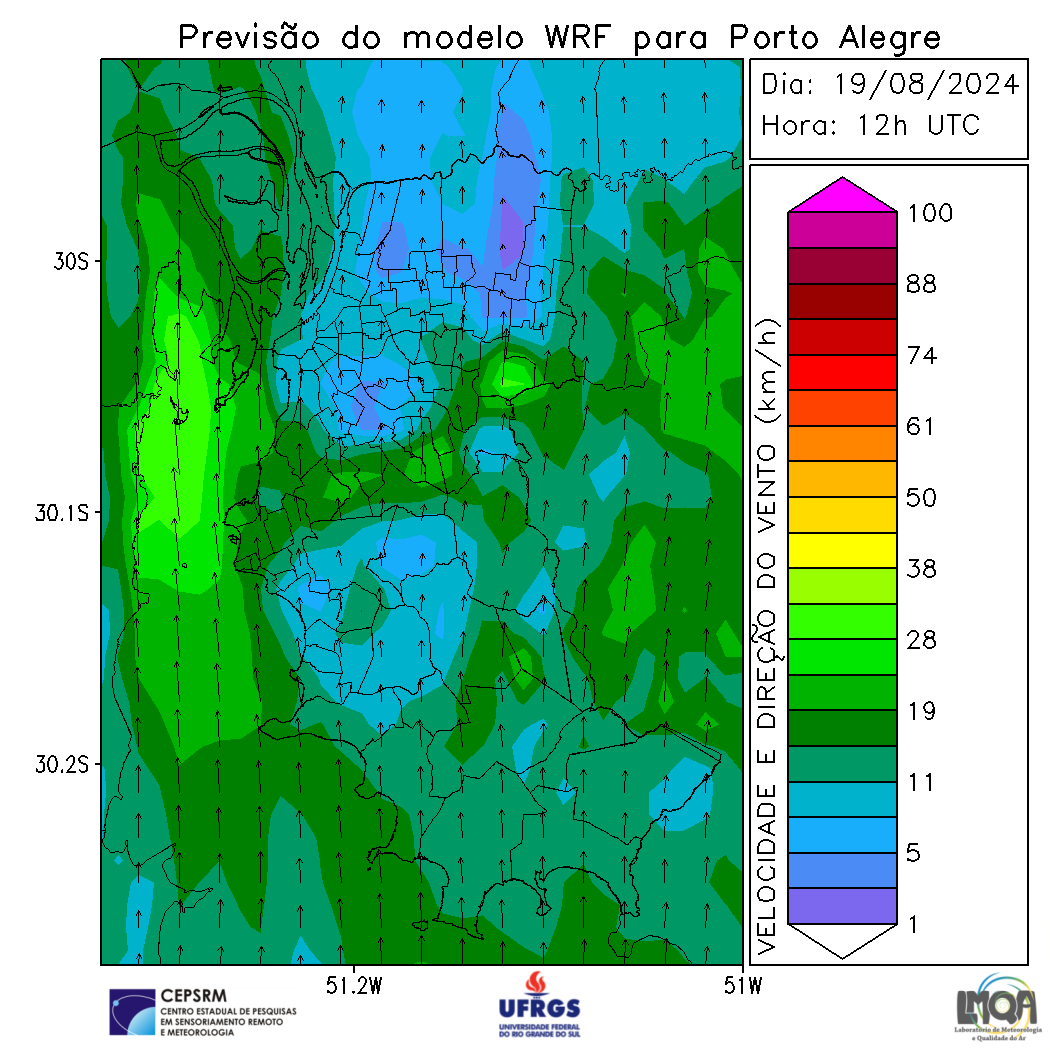 Previsão do modelo WRF para Porto Alegre
Dia: 19/08/2024
Hora: 12h UTC
30S
30.1S
30.2S
51.2W
51W
VELOCIDADE E DIREÇÃO DO VENTO (km/h)
100
88
74
61
50
38
28
19
11
5
1
CEPSRM
CENTRO ESTADUAL DE PESQUISAS
EM SENSORIAMENTO REMOTO
E METEOROLOGIA
UFRGS
UNIVERSIDADE FEDERAL
DO RIO GRANDE DO SUL
LMQA
Laboratório de Meteorologia
e Qualidade do Ar